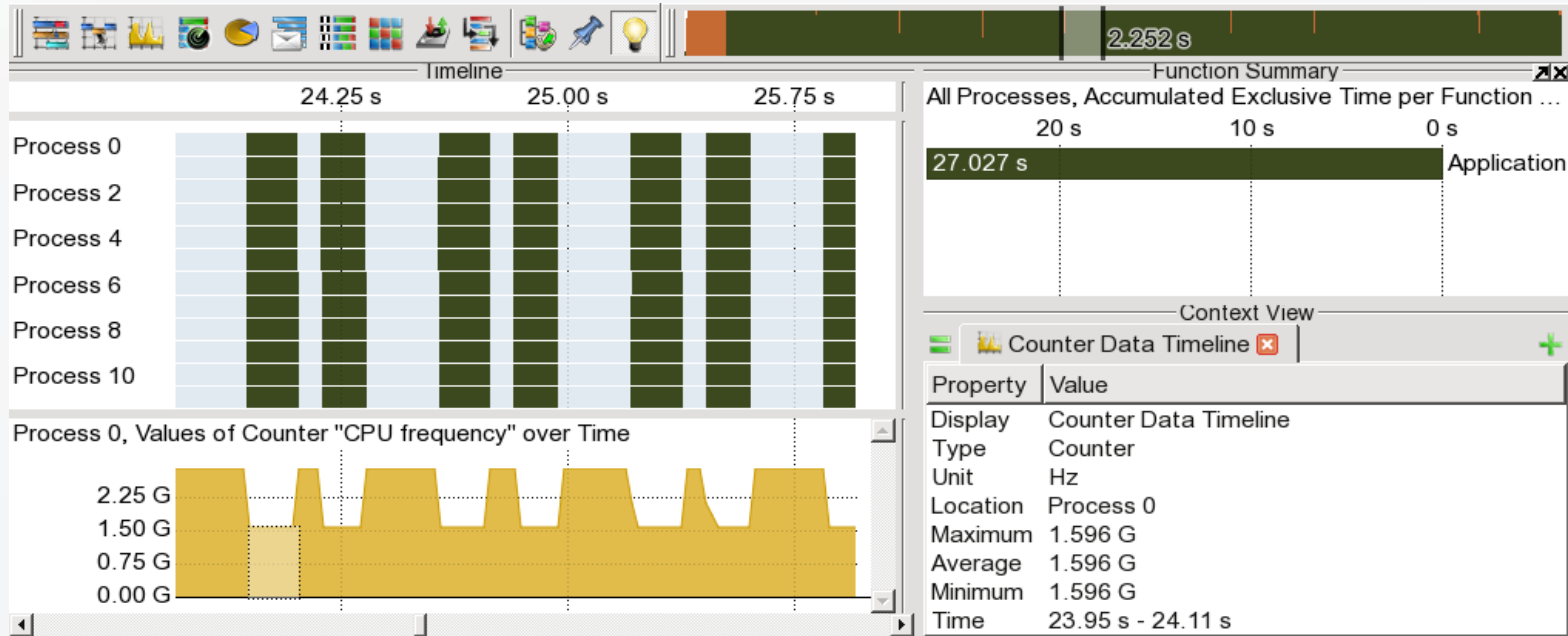 2.252 s
Timeline
24.25 s 25.00 s 25.75 s
Process 0
Process 2
Process 4
Process 6
Process 8
Process 10
Process 0, Values of Counter "CPU frequency" over Time
2.25 G
1.50 G
0.75 G
0.00 G
Function Summary
All Processes, Accumulated Exclusive Time per Function ...
20 s 10 s 0 s
27.027 s Application
Context View
Counter Data Timeline
Property Value
Display Counter Data Timeline
Type Counter
Unit Hz
Location Process 0
Maximum 1.596 G
Average 1.596 G
Minimum 1.596 G
Time 23.95 s - 24.11 s